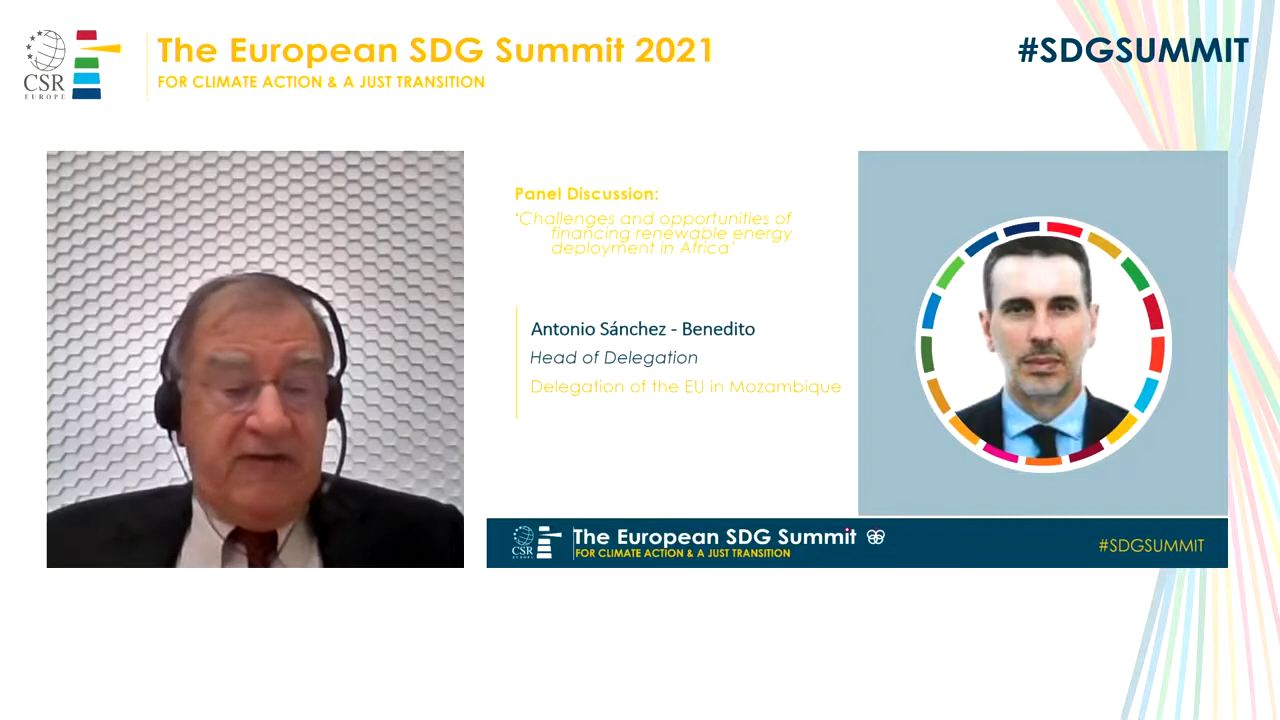 CSR
EUROPE
The European SDG Summit 2021
FOR CLIMATE ACTION & A JUST TRANSITION
#SDGSUMMIT
Panel Discussion:
‘Challenges and opportunities of
financing renewable energy
deployment in Africa’
Antonio Sánchez - Benedito
Head of Delegation
Delegation of the EU in Mozambique
CSR
EUROPE
The European SDG Summit
FOR CLIMATE ACTION & A JUST TRANSITION
#SDGSUMMIT